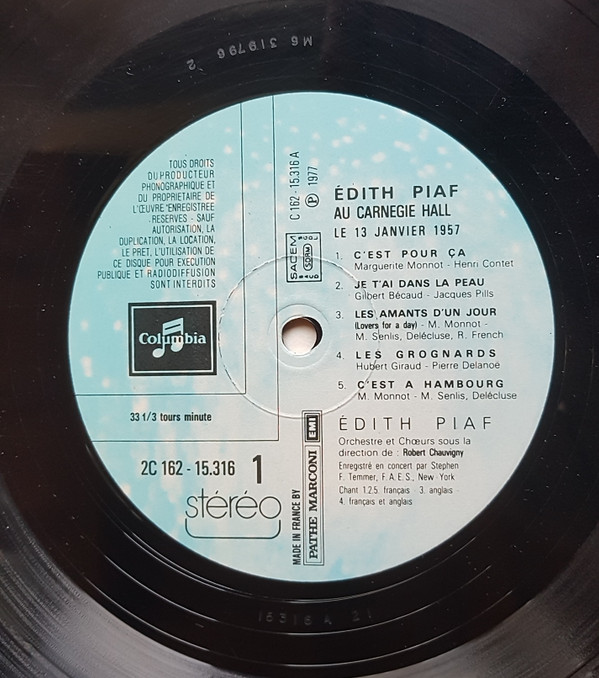 M6 319796 2
TOUS DROITS
DU PRODUCTEUR
PHONOGRAPHIQUE ET
DU PROPRIETAIRE DE
L'ŒUVRE ENREGISTREE
RESERVES - SAUF
AUTORISATION, LA
DUPLICATION, LA LOCATION,
LE PRET, L'UTILISATION DE
CE DISQUE POUR EXECUTION
PUBLIQUE ET RADIODIFFUSION
SONT INTERDITS
Columbia
33 1/3 tours minute
2C 162 - 15.316 1
stéréo
C 162 - 15.316 A
Ⓟ 1977
SACEM
SDRM
ÉDITH PIAF
AU CARNEGIE HALL
LE 13 JANVIER 1957
1. C'EST POUR ÇA
Marguerite Monnot - Henri Contet
2. JE T'AI DANS LA PEAU
Gilbert Bécaud - Jacques Pills
3. LES AMANTS D'UN JOUR
(Lovers for a day) - M. Monnot -
M. Senlis, Delécluse, R. French
4. LES GROGNARDS
Hubert Giraud - Pierre Delanoë
5. C'EST A HAMBOURG
M. Monnot - M. Senlis, Delécluse
ÉDITH PIAF
Orchestre et Chœurs sous la
direction de : Robert Chauvigny
Enregistré en concert par Stephen
F. Temmer, F.A.E.S., New-York
Chant 1.2.5. français - 3. anglais -
4. français et anglais
MADE IN FRANCE BY
PATHE MARCONI EMI
15316 A 21